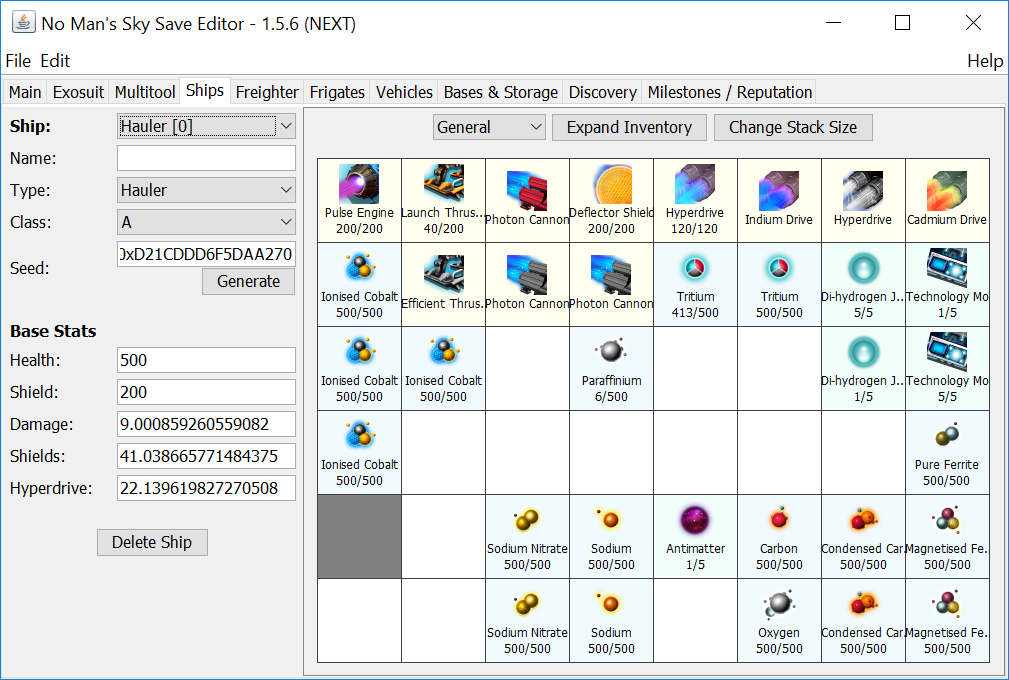 No Man's Sky Save Editor - 1.5.6 (NEXT)
File Edit Help
Main Exosuit Multitool Ships Freighter Frigates Vehicles Bases & Storage Discovery Milestones / Reputation
Ship: Hauler [0]
Name:
Type: Hauler
Class: A
Seed: 0xD21CDDD6F5DAA270
Generate
Base Stats
Health: 500
Shield: 200
Damage: 9.000859260559082
Shields: 41.038665771484375
Hyperdrive: 22.139619827270508
Delete Ship
General Expand Inventory Change Stack Size
Pulse Engine Launch Thrus... Photon Cannon Deflector Shield Hyperdrive Indium Drive Hyperdrive Cadmium Drive
200/200 40/200 200/200 120/120
Ionised Cobalt Efficient Thrus... Photon Cannon Photon Cannon Tritium Tritium Di-hydrogen J... Technology Mo
500/500 413/500 500/500 5/5 1/5
Ionised Cobalt Ionised Cobalt Paraffinium Di-hydrogen J... Technology Mo
500/500 500/500 6/500 1/5 5/5
Ionised Cobalt Pure Ferrite
500/500 500/500
Sodium Nitrate Sodium Antimatter Carbon Condensed Car Magnetised Fe...
500/500 500/500 1/5 500/500 500/500 500/500
Sodium Nitrate Sodium Oxygen Condensed Car Magnetised Fe...
500/500 500/500 500/500 500/500 500/500